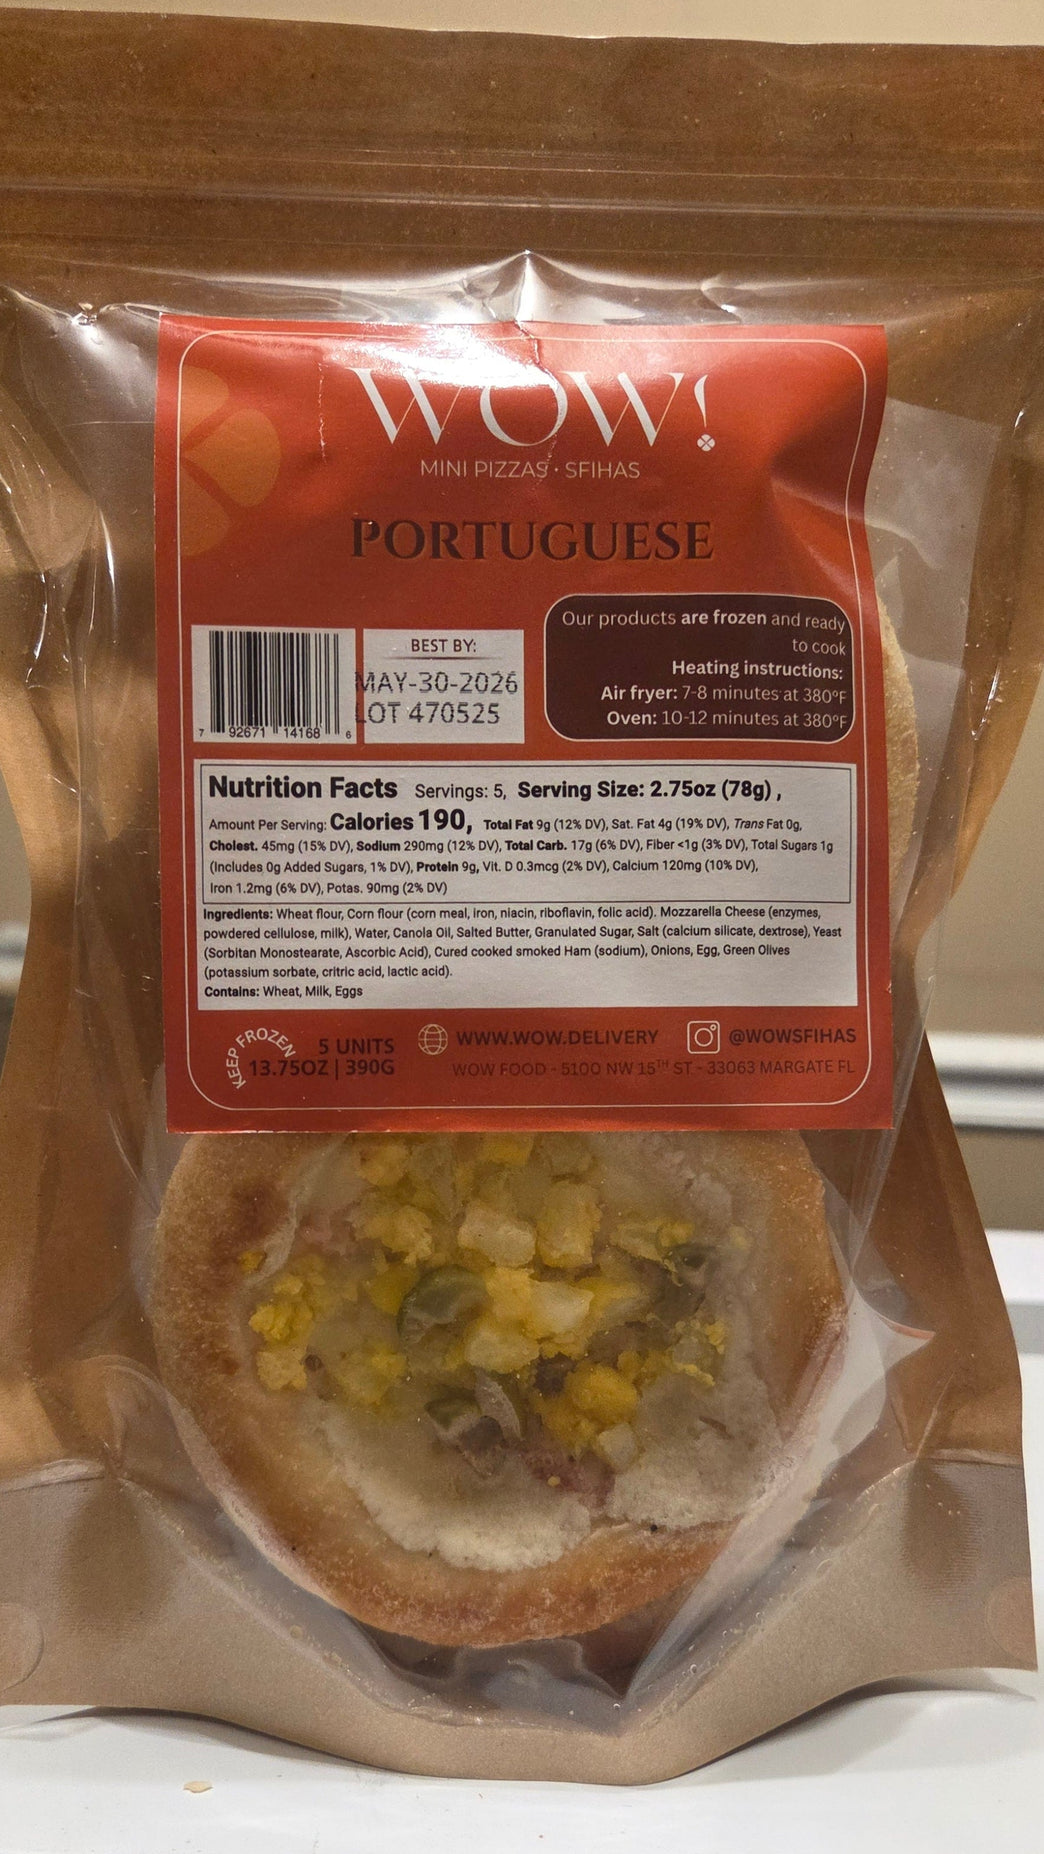 WOW!
MINI PIZZAS • SFIHAS
PORTUGUESE
7 92671 14168 6
BEST BY:
MAY-30-2026
LOT 470525
Our products are frozen and ready
to cook
Heating instructions:
Air fryer: 7-8 minutes at 380ºF
Oven: 10-12 minutes at 380ºF
Nutrition Facts Servings: 5, Serving Size: 2.75oz (78g) ,
Amount Per Serving: Calories 190, Total Fat 9g (12% DV), Sat. Fat 4g (19% DV), Trans Fat 0g,
Cholest. 45mg (15% DV), Sodium 290mg (12% DV), Total Carb. 17g (6% DV), Fiber <1g (3% DV), Total Sugars 1g
(Includes 0g Added Sugars, 1% DV), Protein 9g, Vit. D 0.3mcg (2% DV), Calcium 120mg (10% DV),
Iron 1.2mg (6% DV), Potas. 90mg (2% DV)
Ingredients: Wheat flour, Corn flour (corn meal, iron, niacin, riboflavin, folic acid). Mozzarella Cheese (enzymes,
powdered cellulose, milk), Water, Canola Oil, Salted Butter, Granulated Sugar, Salt (calcium silicate, dextrose), Yeast
(Sorbitan Monostearate, Ascorbic Acid), Cured cooked smoked Ham (sodium), Onions, Egg, Green Olives
(potassium sorbate, critric acid, lactic acid).
Contains: Wheat, Milk, Eggs
KEEP FROZEN
5 UNITS
13.75OZ | 390G
WWW.WOW.DELIVERY
@WOWSFIHAS
WOW FOOD - 5100 NW 15TH ST - 33063 MARGATE FL